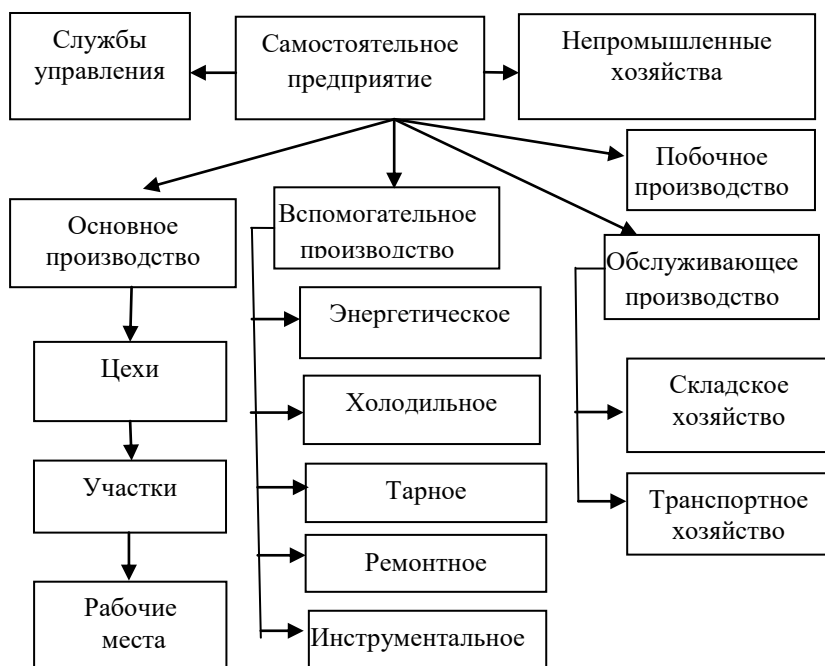 Службы
управления
Самостоятельное
предприятие
Непромышленные
хозяйства
Побочное
производство
Основное
производство
Вспомогательное
производство
Обслуживающее
производство
Энергетическое
Цехи
Складское
хозяйство
Холодильное
Участки
Тарное
Транспортное
хозяйство
Ремонтное
Рабочие
места
Инструментальное